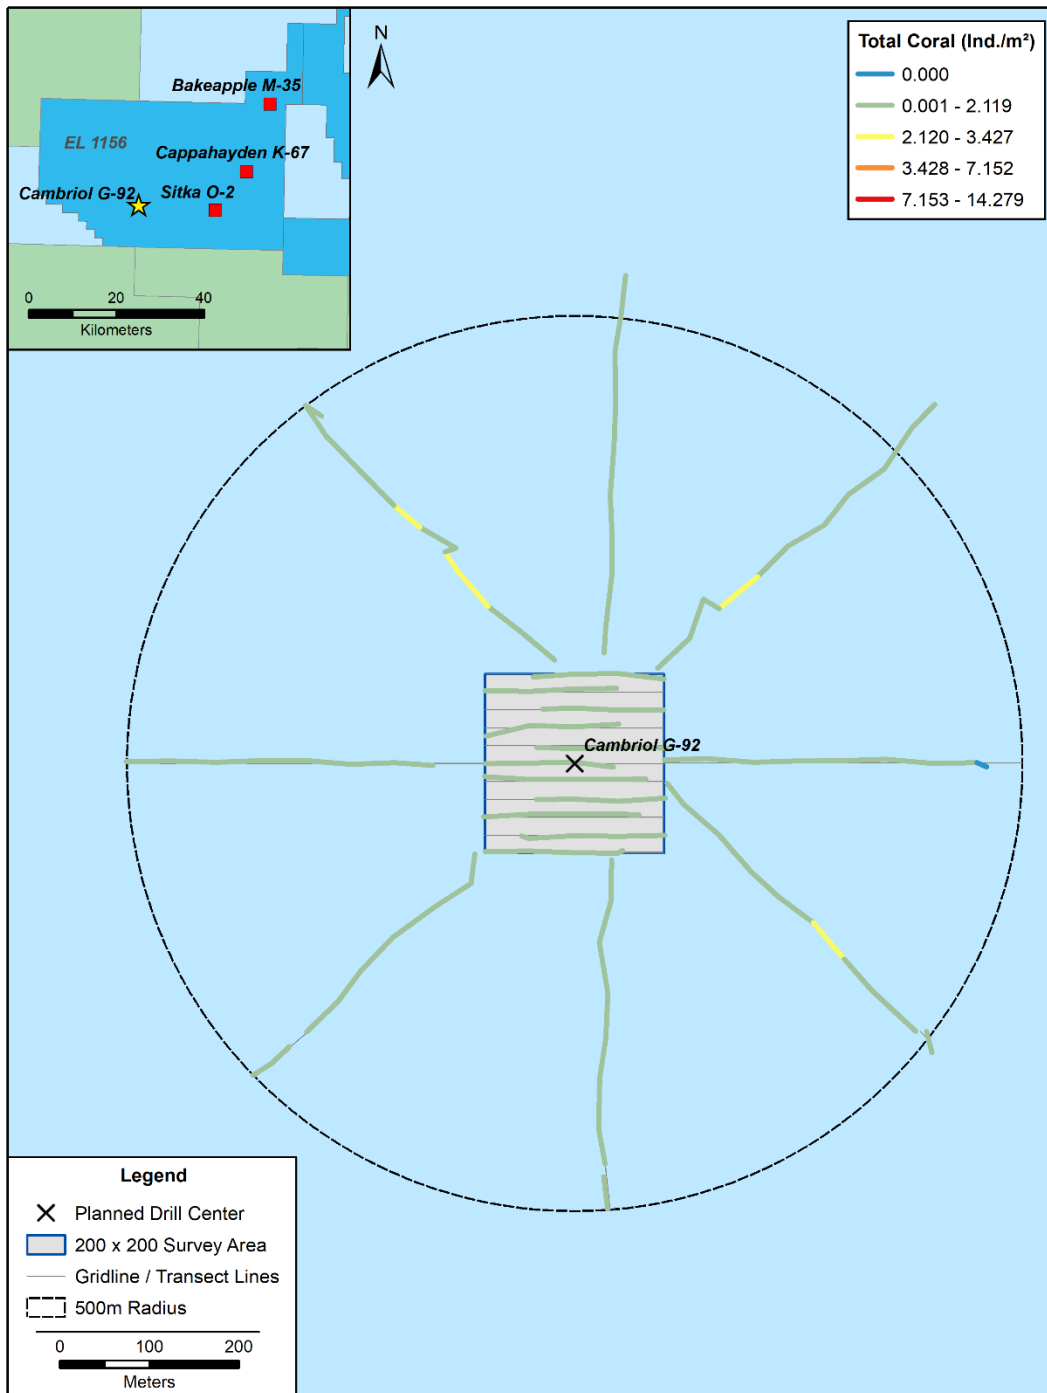 N
Bakeapple M-35
EL 1156
Cappahayden K-67
Cambriol G-92
Sitka O-2
0 20 40
Kilometers
Total Coral (Ind./m²)
0.000
0.001 - 2.119
2.120 - 3.427
3.428 - 7.152
7.153 - 14.279
Cambriol G-92
Legend
Planned Drill Center
200 x 200 Survey Area
Gridline / Transect Lines
500m Radius
0 100 200
Meters